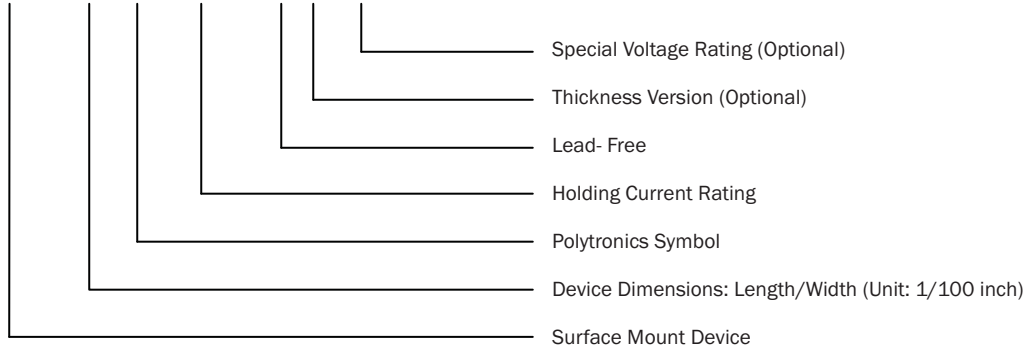 Special Voltage Rating (Optional)
Thickness Version (Optional)
Lead- Free
Holding Current Rating
Polytronics Symbol
Device Dimensions: Length/Width (Unit: 1/100 inch)
Surface Mount Device